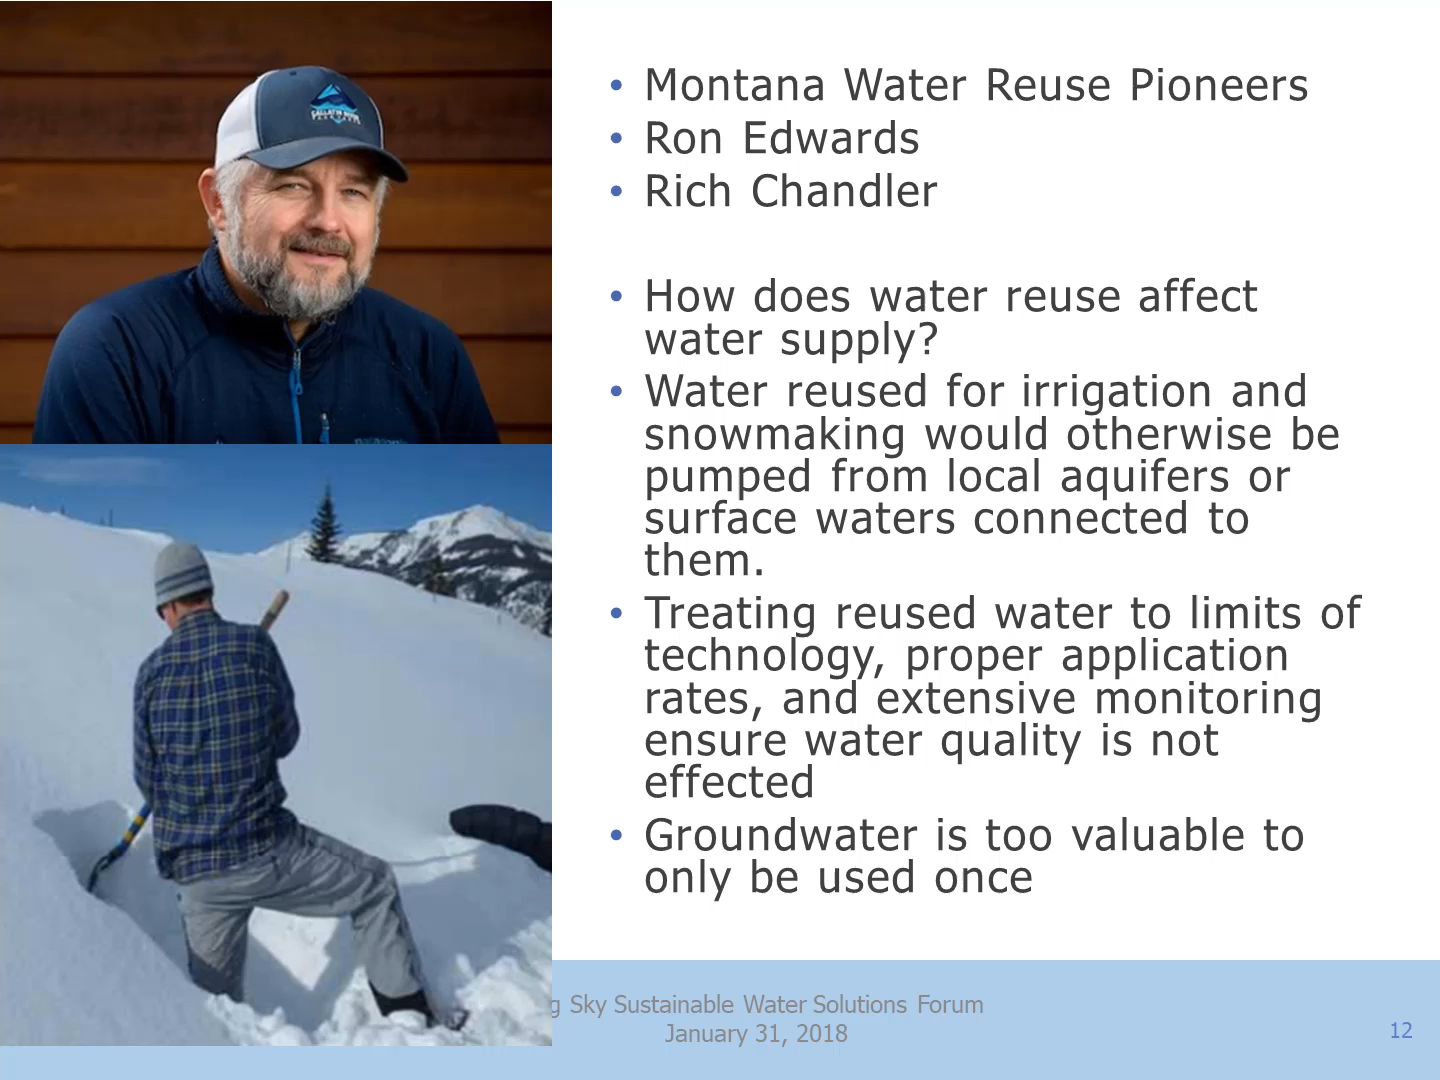 GALLATIN RIVER
• Montana Water Reuse Pioneers
• Ron Edwards
• Rich Chandler
• How does water reuse affect
water supply?
• Water reused for irrigation and
snowmaking would otherwise be
pumped from local aquifers or
surface waters connected to
them.
• Treating reused water to limits of
technology, proper application
rates, and extensive monitoring
ensure water quality is not
effected
• Groundwater is too valuable to
only be used once
g Sky Sustainable Water Solutions Forum
January 31, 2018
12